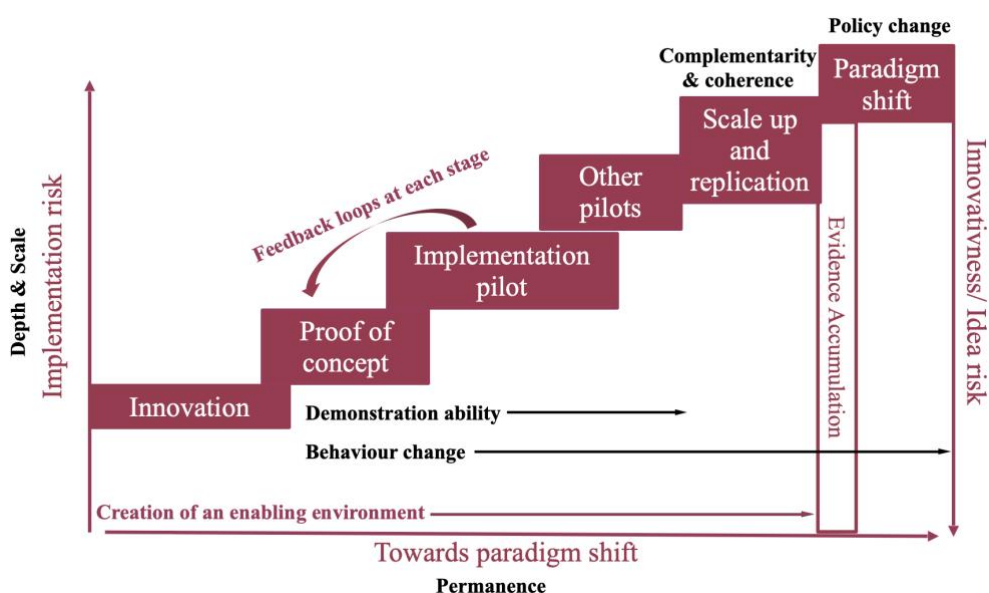 Policy change
Complementarity
& coherence
Paradigm
shift
Scale up
and
replication
Other
pilots
Feedback loops at each stage
Implementation
pilot
Proof of
concept
Innovation
Depth & Scale
Implementation risk
Innovativness/ Idea risk
Evidence Accumulation
Demonstration ability
Behaviour change
Creation of an enabling environment
Towards paradigm shift
Permanence